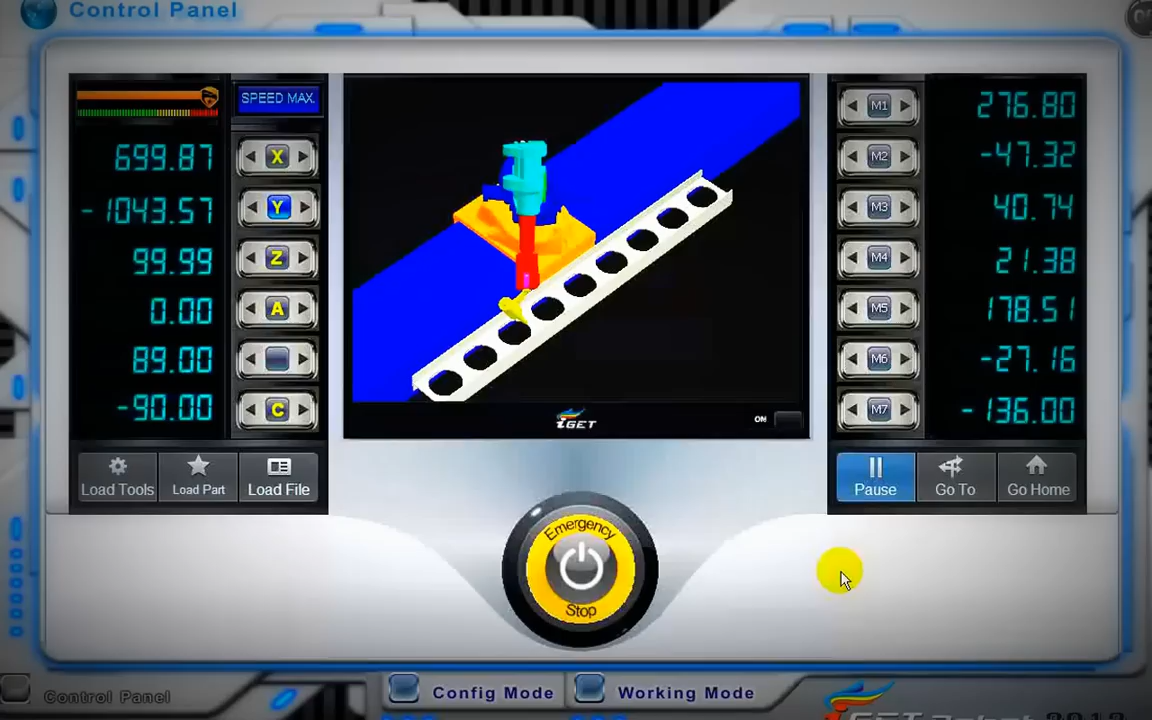 Control Panel
SPEED MAX.
699.87 X
-1043.57 Y
99.99 Z
0.00 A
89.00
-90.00 C
Load Tools Load Part Load File
iGET ON
M1 276.80
M2 -47.32
M3 40.74
M4 21.38
M5 178.51
M6 -27.16
M7 -136.00
Pause Go To Go Home
Emergency
Stop
Control Panel
Config Mode
Working Mode